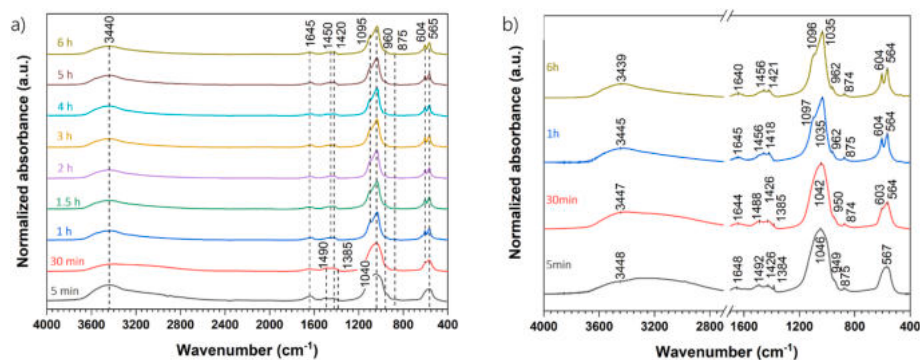 a)
3440
1645
1450
1420
1095
960
875
604
565
6 h
5 h
4 h
3 h
2 h
1.5 h
1 h
30 min
5 min
1490
1385
1040
Normalized absorbance (a.u.)
4000 3600 3200 2800 2400 2000 1600 1200 800 400
Wavenumber (cm⁻¹)
b)
6h
3439
1640
1456
1421
1096
1035
962
874
604
564
1h
3445
1645
1456
1418
1097
1035
962
875
604
564
30min
3447
1644
1488
1426
1385
1042
950
874
603
564
5min
3448
1648
1492
1426
1384
1046
949
875
567
Normalized absorbance (a.u.)
4000 3200 1600 1200 800 400
Wavenumber (cm⁻¹)